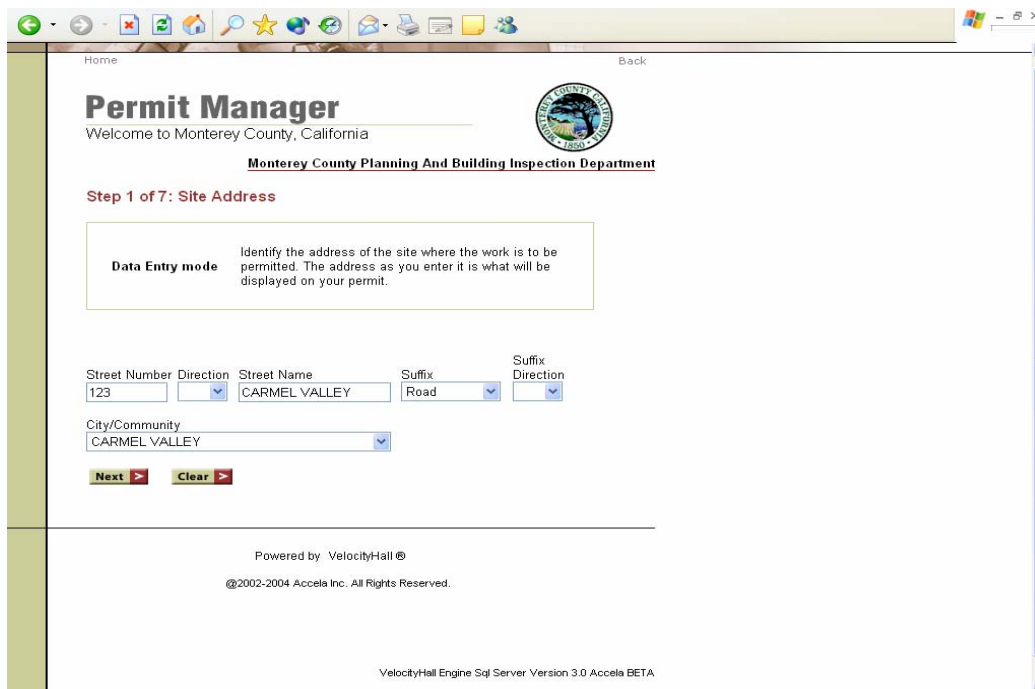 Home Back
Permit Manager
Welcome to Monterey County, California
MONTEREY COUNTY CALIFORNIA
1850
Monterey County Planning And Building Inspection Department
Step 1 of 7: Site Address
Data Entry mode
Identify the address of the site where the work is to be
permitted. The address as you enter it is what will be
displayed on your permit.
Street Number Direction Street Name Suffix Suffix Direction
123 CARMEL VALLEY Road
City/Community
CARMEL VALLEY
Next > Clear >
Powered by VelocityHall ®
@2002-2004 Accela Inc. All Rights Reserved.
VelocityHall Engine Sql Server Version 3.0 Accela BETA